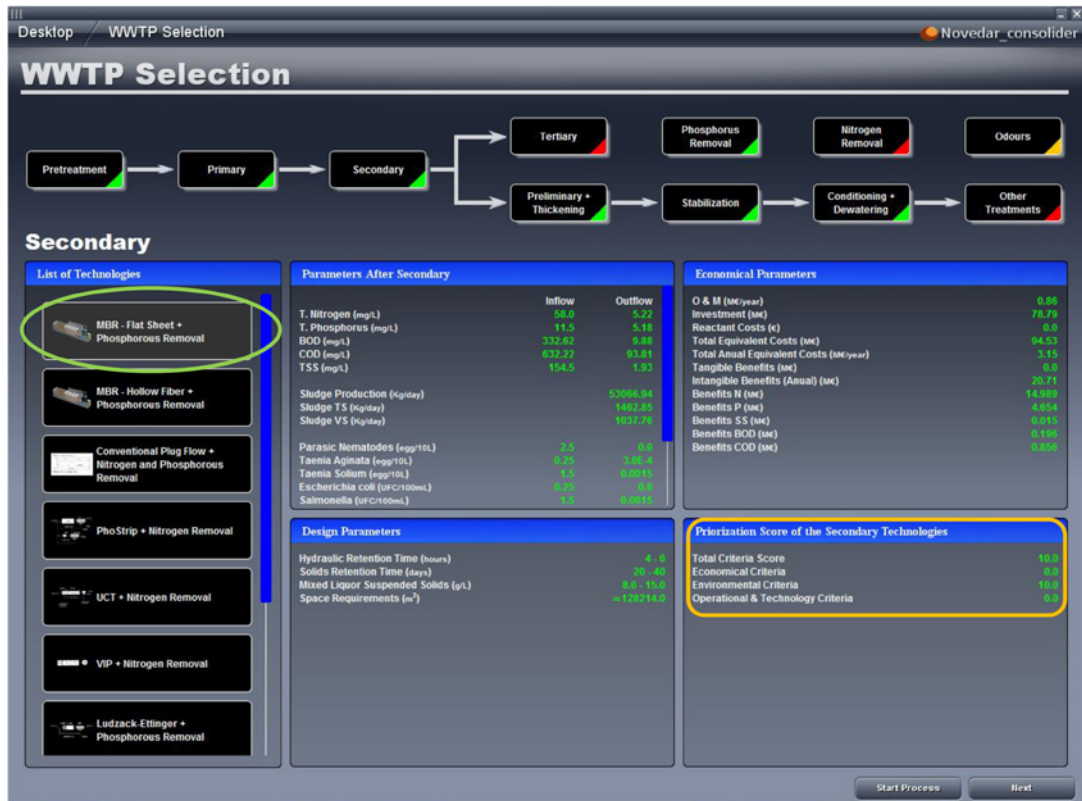 Desktop / WWTP Selection
Novedar_consolider
WWTP Selection
Pretreatment
Primary
Secondary
Tertiary
Phosphorus
Removal
Nitrogen
Removal
Odours
Preliminary +
Thickening
Stabilization
Conditioning +
Dewatering
Other
Treatments
Secondary
List of Technologies
MBR - Flat Sheet +
Phosphorous Removal
MBR - Hollow Fiber +
Phosphorous Removal
Conventional Plug Flow +
Nitrogen and Phosphorous
Removal
PhoStrip + Nitrogen Removal
UCT + Nitrogen Removal
VIP + Nitrogen Removal
Ludzack-Ettinger +
Phosphorous Removal
Parameters After Secondary
Inflow Outflow
T. Nitrogen (mg/L) 58.0 5.22
T. Phosphorus (mg/L) 11.5 5.18
BOD (mg/L) 332.62 9.88
COD (mg/L) 632.22 93.81
TSS (mg/L) 154.5 1.93
Sludge Production (Kg/day) 53066.94
Sludge TS (Kg/day) 1462.85
Sludge VS (Kg/day) 1037.76
Parasic Nematodes (egg/10L) 2.5 0.0
Taenia Aginata (egg/10L) 0.25 3.0E-4
Taenia Solium (egg/10L) 1.5 0.0015
Escherichia coli (UFC/100mL) 0.25 0.0
Salmonella (UFC/100mL) 1.5 0.0015
Economical Parameters
O & M (M€/year) 0.86
Investment (M€) 78.79
Reactant Costs (€) 0.0
Total Equivalent Costs (M€) 94.53
Total Anual Equivalent Costs (M€/year) 3.15
Tangible Benefits (M€) 0.0
Intangible Benefits (Anual) (M€) 20.71
Benefits N (M€) 14.989
Benefits P (M€) 4.654
Benefits SS (M€) 0.015
Benefits BOD (M€) 0.196
Benefits COD (M€) 0.856
Design Parameters
Hydraulic Retention Time (hours) 4 - 6
Solids Retention Time (days) 20 - 40
Mixed Liquor Suspended Solids (g/L) 8.0 - 15.0
Space Requirements (m²) ≈128214.0
Priorization Score of the Secondary Technologies
Total Criteria Score 10.0
Economical Criteria 0.0
Environmental Criteria 10.0
Operational & Technology Criteria 0.0
Start Process
Next